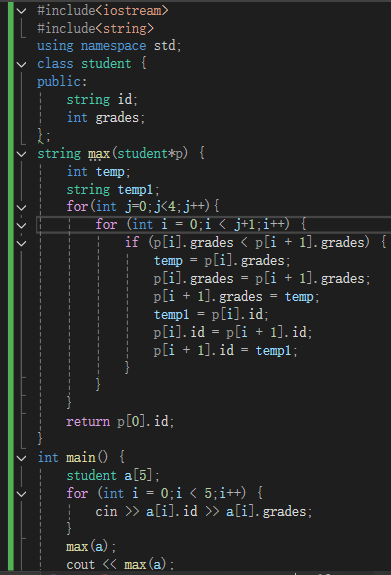 #include<iostream>
#include<string>
using namespace std;
class student {
public:
    string id;
    int grades;
};
string max(student*p) {
    int temp;
    string temp1;
    for(int j=0;j<4;j++){
        for (int i = 0;i < j+1;i++) {
            if (p[i].grades < p[i + 1].grades) {
                temp = p[i].grades;
                p[i].grades = p[i + 1].grades;
                p[i + 1].grades = temp;
                temp1 = p[i].id;
                p[i].id = p[i + 1].id;
                p[i + 1].id = temp1;
            }
        }
    }
    return p[0].id;
}
int main() {
    student a[5];
    for (int i = 0;i < 5;i++) {
        cin >> a[i].id >> a[i].grades;
    }
    max(a);
    cout << max(a);